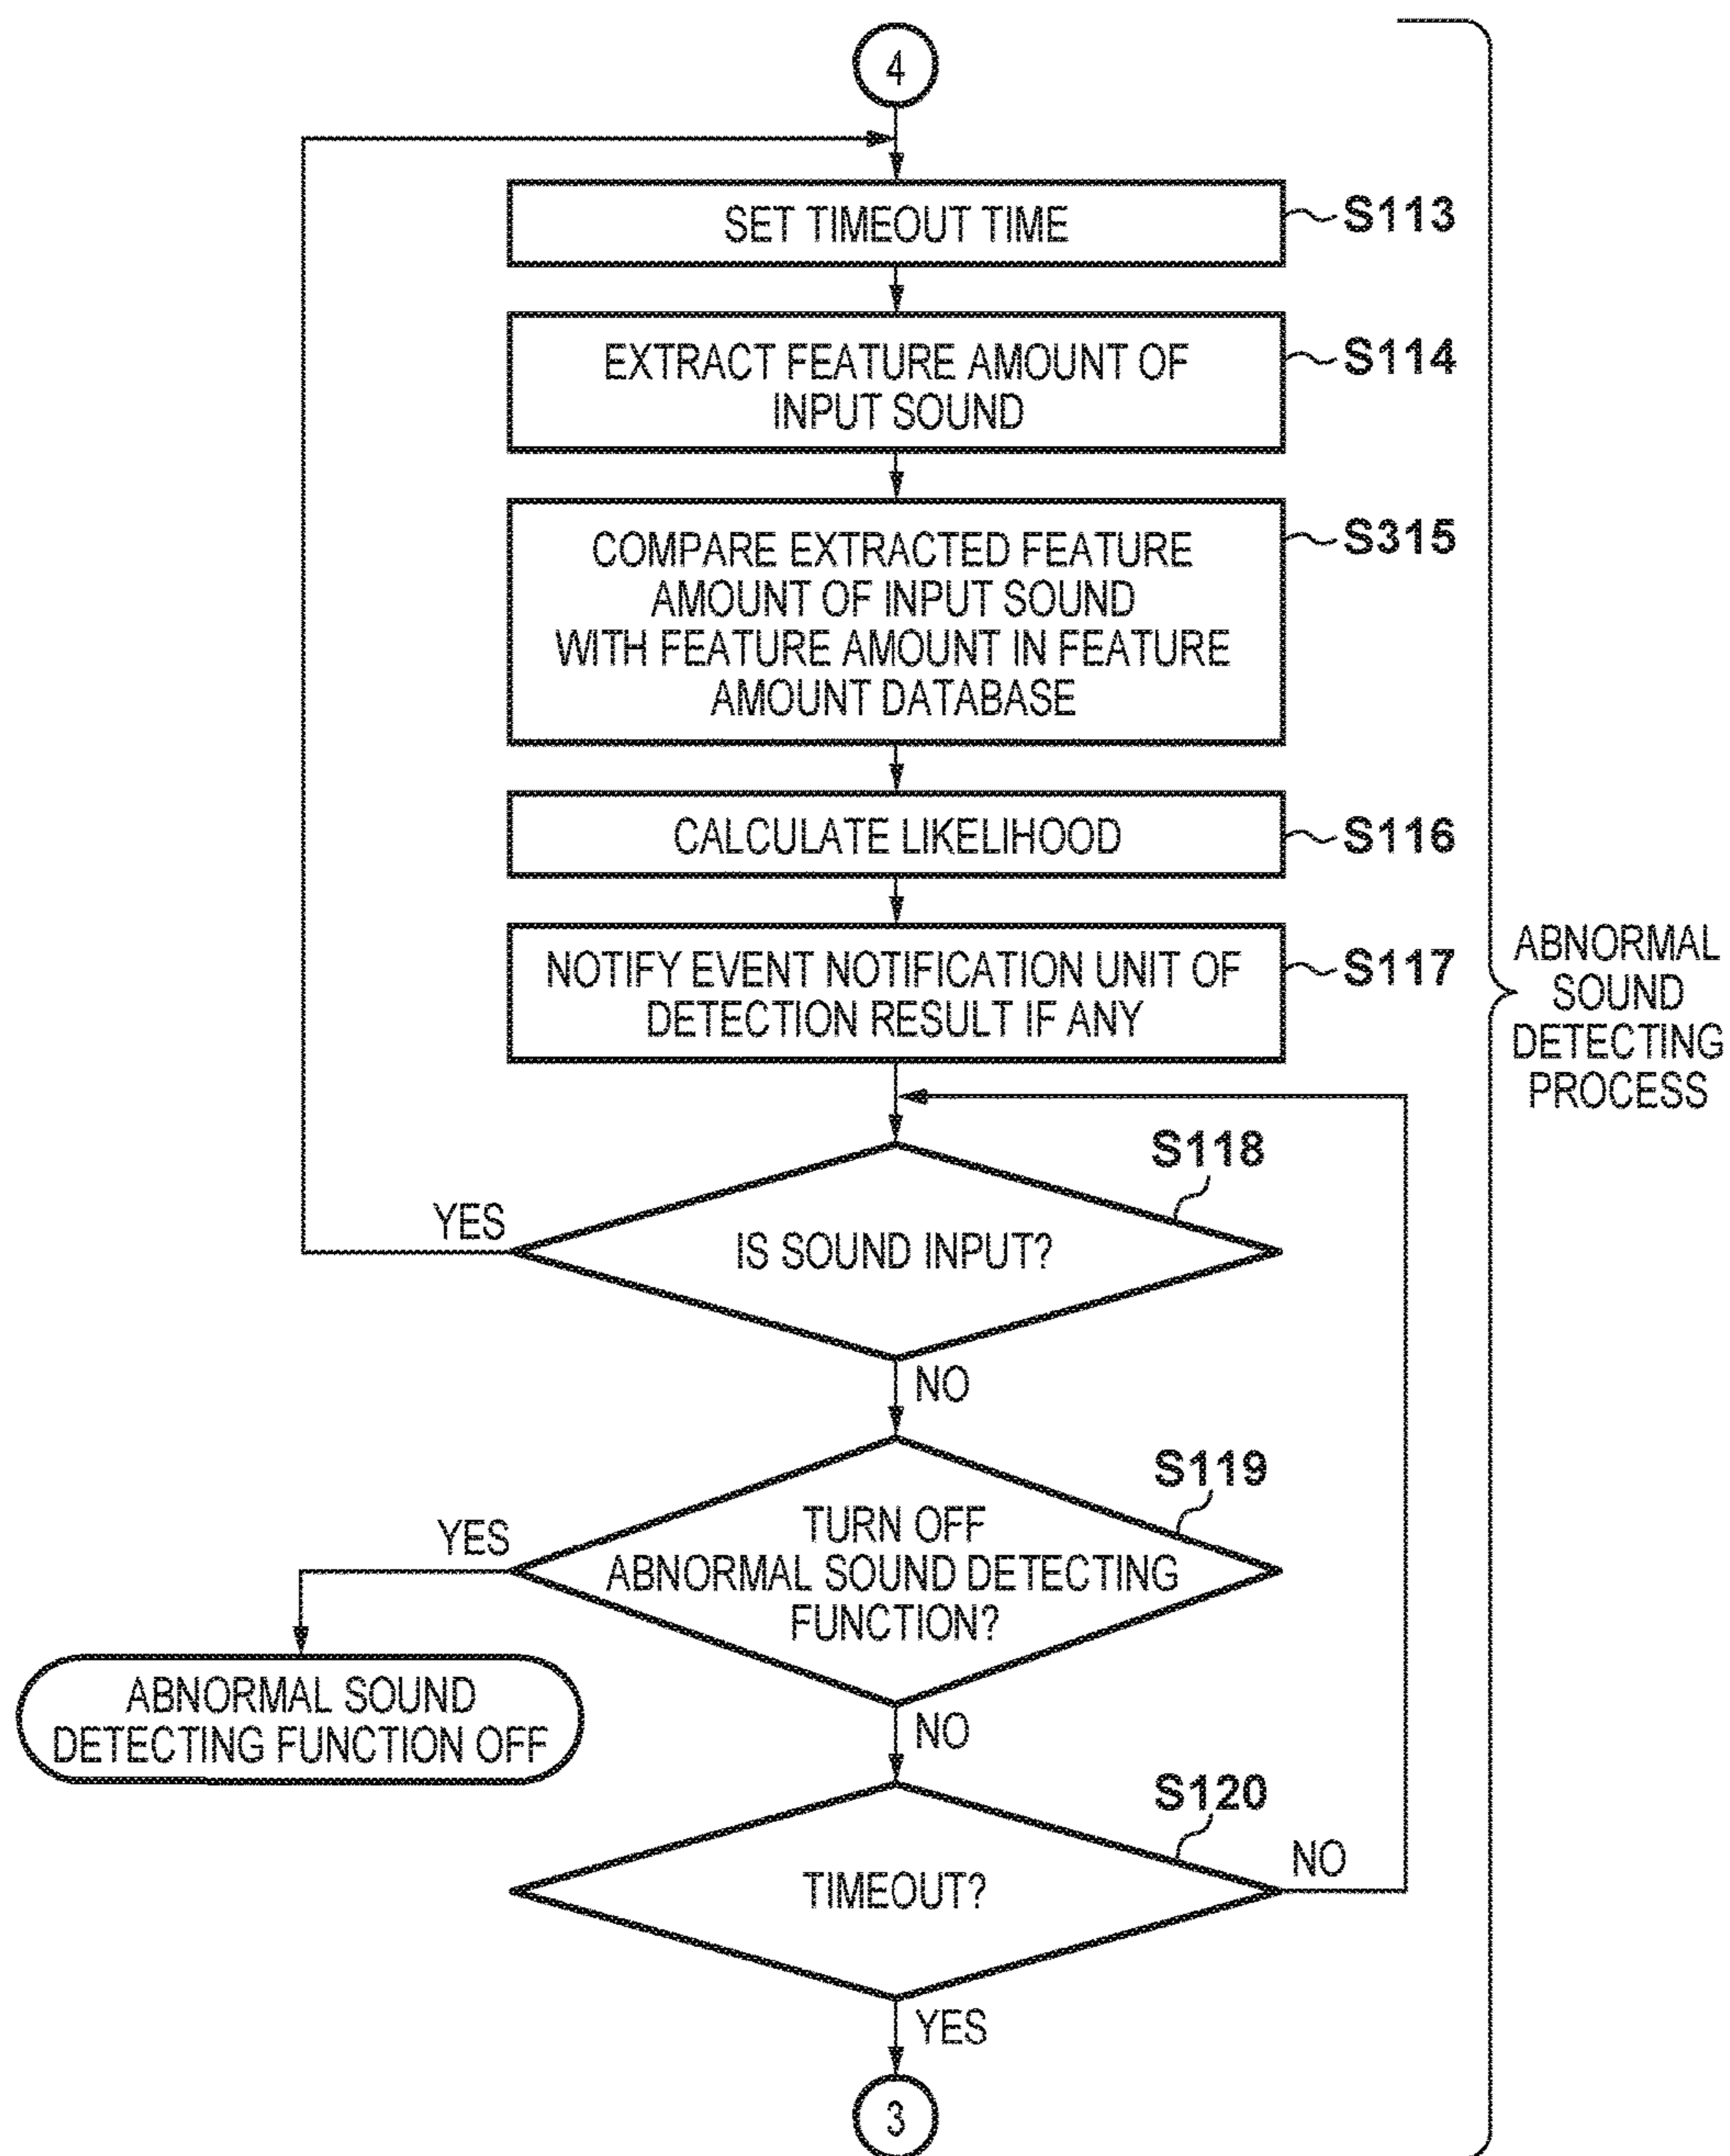 4
SET TIMEOUT TIME
S113
EXTRACT FEATURE AMOUNT OF
INPUT SOUND
S114
COMPARE EXTRACTED FEATURE
AMOUNT OF INPUT SOUND
WITH FEATURE AMOUNT IN FEATURE
AMOUNT DATABASE
S315
CALCULATE LIKELIHOOD
S116
NOTIFY EVENT NOTIFICATION UNIT OF
DETECTION RESULT IF ANY
S117
ABNORMAL
SOUND
DETECTING
PROCESS
S118
YES
IS SOUND INPUT?
NO
S119
YES
TURN OFF
ABNORMAL SOUND DETECTING
FUNCTION?
ABNORMAL SOUND
DETECTING FUNCTION OFF
NO
S120
TIMEOUT?
NO
YES
3